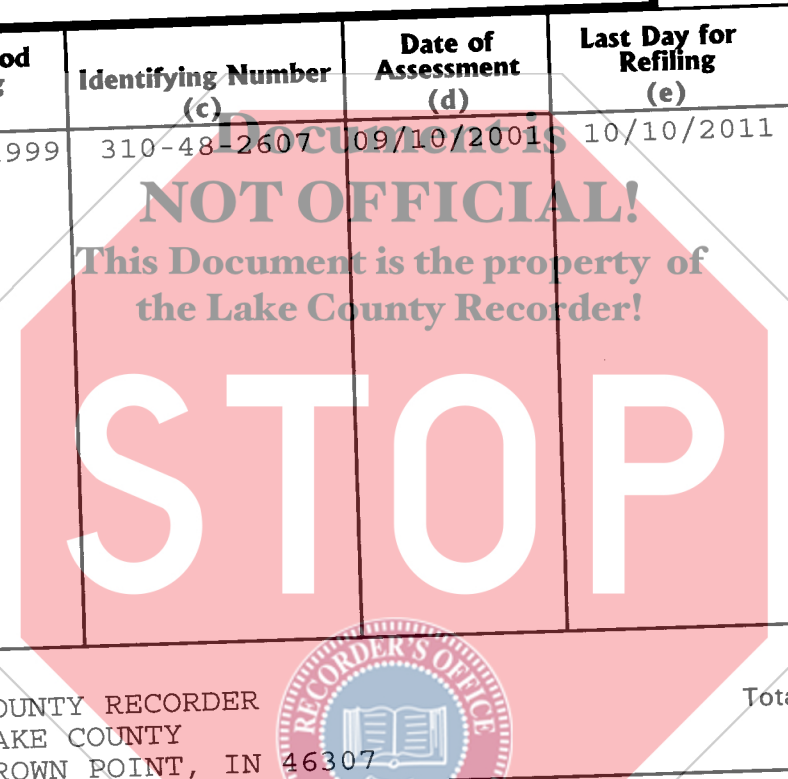 od
g
Identifying Number
(c)
Date of
Assessment
(d)
Last Day for
Refiling
(e)
1999 310-48-2607 09/10/2001 10/10/2011
Document is
NOT OFFICIAL!
This Document is the property of
the Lake County Recorder!
STOP
RECORDER'S OFFICE
OUNTY RECORDER
AKE COUNTY
ROWN POINT, IN 46307
Tota